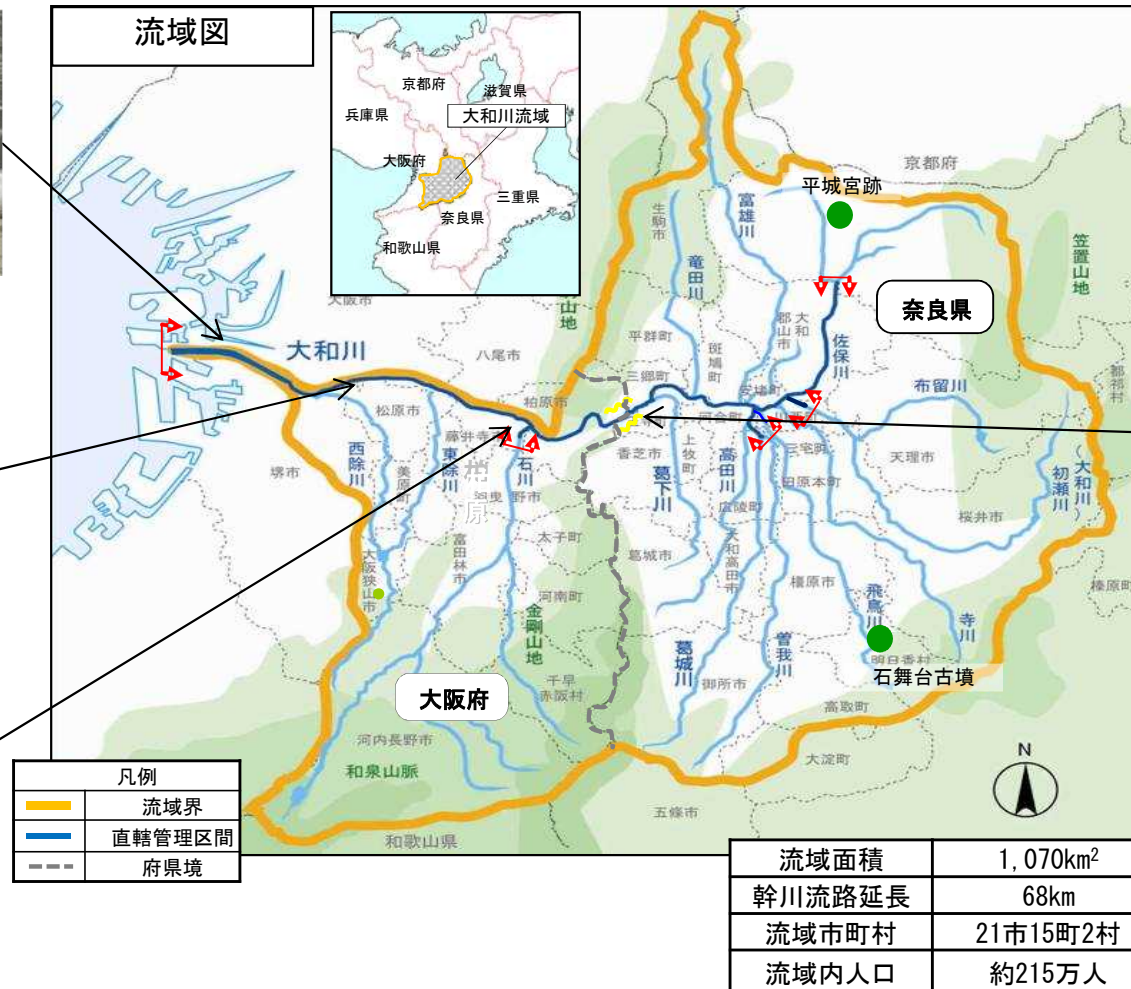 流域図
京都府
滋賀県
兵庫県
大和川流域
大阪府
三重県
奈良県
和歌山県
京都府
平城宮跡
生駒市
富雄川
笠置山地
竜田川
大阪市
山地
奈良県
大和郡山市
佐保川
都祁村
大和川
八尾市
平群町
斑鳩町
三郷町
安堵町
布留川
柏原市
河合町
川西町
松原市
藤井寺
上牧町
三宅町
香芝市
天理市
〈大和川〉
初瀬川
西除川
美原町
東除川
石川
柏原
野市
葛下川
高田川
田原本町
堺市
広陵町
桜井市
富田林市
太子町
葛城市
大和高田市
大阪狭山市
河南町
橿原市
飛鳥川
榛原町
寺川
金剛山地
葛城川
曽我川
明日香村
石舞台古墳
御所市
千早赤阪村
大阪府
高取町
河内長野市
大淀町
和泉山脈
N
五條市
和歌山県
凡例
流域界
直轄管理区間
府県境
流域面積 1,070km²
幹川流路延長 68km
流域市町村 21市15町2村
流域内人口 約215万人